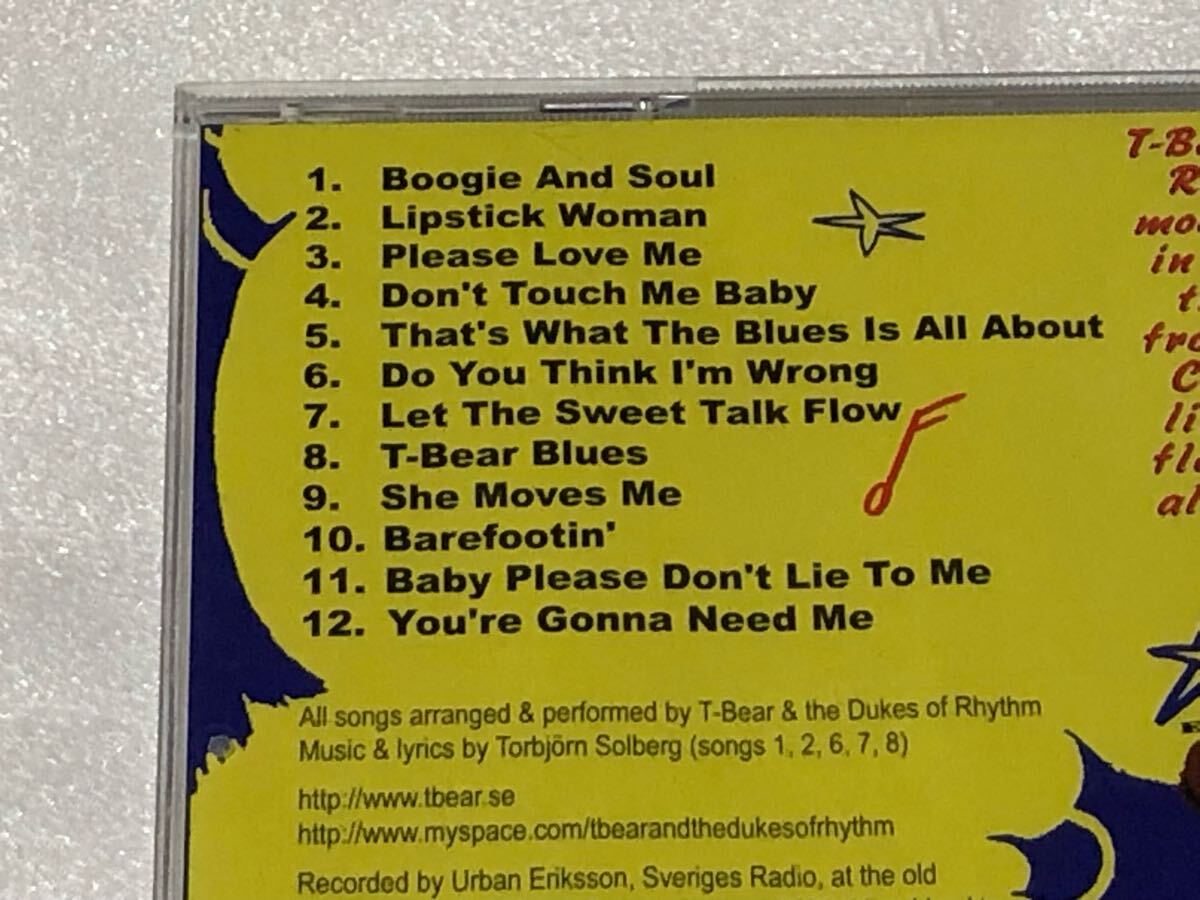 1. Boogie And Soul
2. Lipstick Woman
3. Please Love Me
4. Don't Touch Me Baby
5. That's What The Blues Is All About
6. Do You Think I'm Wrong
7. Let The Sweet Talk Flow
8. T-Bear Blues
9. She Moves Me
10. Barefootin'
11. Baby Please Don't Lie To Me
12. You're Gonna Need Me
All songs arranged & performed by T-Bear & the Dukes of Rhythm
Music & lyrics by Torbjörn Solberg (songs 1, 2, 6, 7, 8)
http://www.tbear.se
http://www.myspace.com/tbearandthedukesofrhythm
Recorded by Urban Eriksson, Sveriges Radio, at the old
in